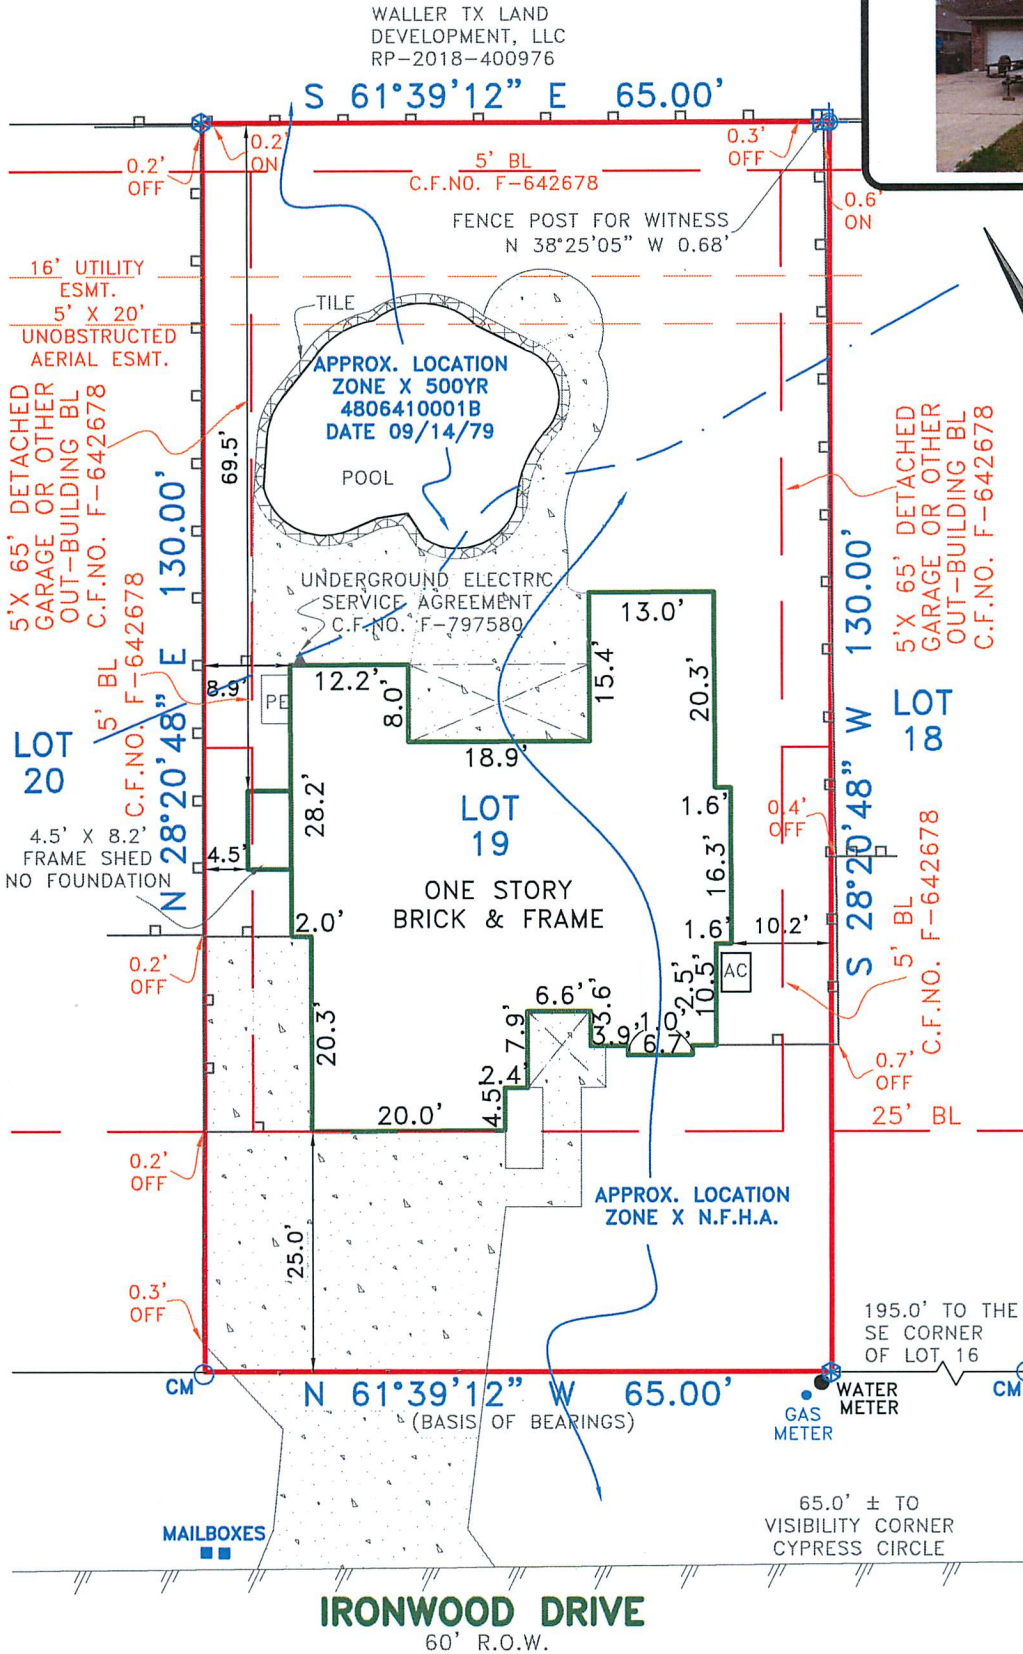 WALLER TX LAND
DEVELOPMENT, LLC
RP-2018-400976
S 61°39'12" E 65.00'
0.2'
OFF
0.2'
ON
5' BL
C.F.NO. F-642678
0.3'
OFF
0.6'
ON
FENCE POST FOR WITNESS
N 38°25'05" W 0.68'
16' UTILITY
ESMT.
5' X 20'
UNOBSTRUCTED
AERIAL ESMT.
TILE
APPROX. LOCATION
ZONE X 500YR
4806410001B
DATE 09/14/79
POOL
5'X 65' DETACHED
GARAGE OR OTHER
OUT-BUILDING BL
C.F.NO. F-642678
69.5'
N 28°20'48" E 130.00'
5' BL
C.F.NO. F-642678
5'X 65' DETACHED
GARAGE OR OTHER
OUT-BUILDING BL
C.F.NO. F-642678
S 28°20'48" W 130.00'
UNDERGROUND ELECTRIC
SERVICE AGREEMENT
C.F.NO. F-797580
13.0'
15.4'
20.3'
8.9'
PE
12.2'
8.0'
18.9'
LOT
20
LOT
18
28.2'
LOT
19
1.6'
0.4'
OFF
16.3'
4.5' X 8.2'
FRAME SHED
NO FOUNDATION
4.5'
ONE STORY
BRICK & FRAME
5' BL
C.F.NO. F-642678
2.0'
1.6'
10.2'
0.2'
OFF
AC
20.3'
6.6'
3.6'
2.5'
10.5'
7.9'
3.9'
1.0'
6.7'
0.7'
OFF
2.4'
4.5'
20.0'
25' BL
0.2'
OFF
APPROX. LOCATION
ZONE X N.F.H.A.
25.0'
0.3'
OFF
195.0' TO THE
SE CORNER
OF LOT 16
CM
N 61°39'12" W 65.00'
(BASIS OF BEARINGS)
WATER
METER
CM
GAS
METER
65.0' ± TO
VISIBILITY CORNER
CYPRESS CIRCLE
MAILBOXES
IRONWOOD DRIVE
60' R.O.W.